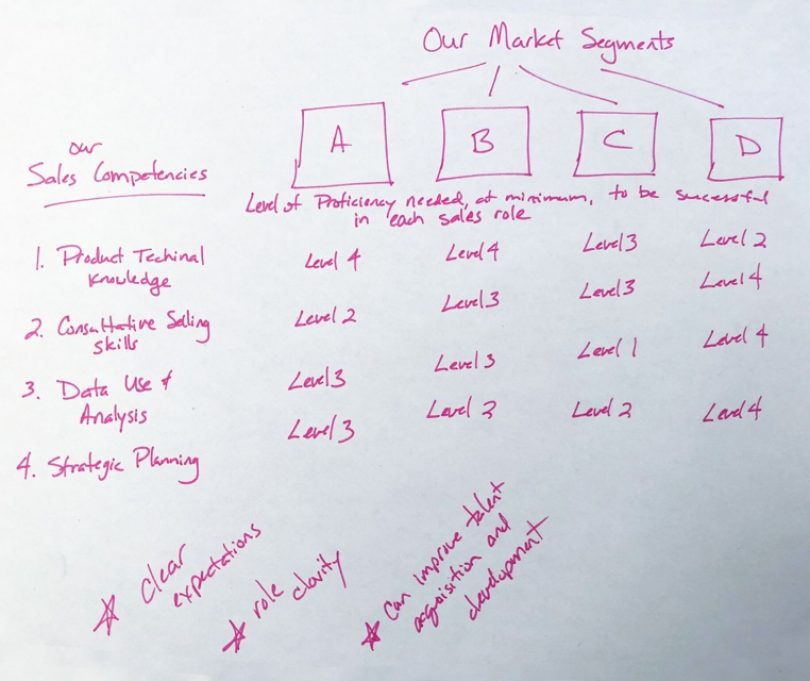 Our Market Segments
A B C D
our
Sales Competencies
Level of Proficiency needed, at minimum, to be successful
in each sales role
1. Product Techinal
Knowledge
Level 4 Level 4 Level 3 Level 2
2. Consultative Selling
Skills
Level 2 Level 3 Level 3 Level 4
3. Data Use &
Analysis
Level 3 Level 3 Level 1 Level 4
4. Strategic Planning
Level 3 Level 2 Level 2 Level 4
clear
expectations
role
clarity
Can improve talent
acquisition and
development